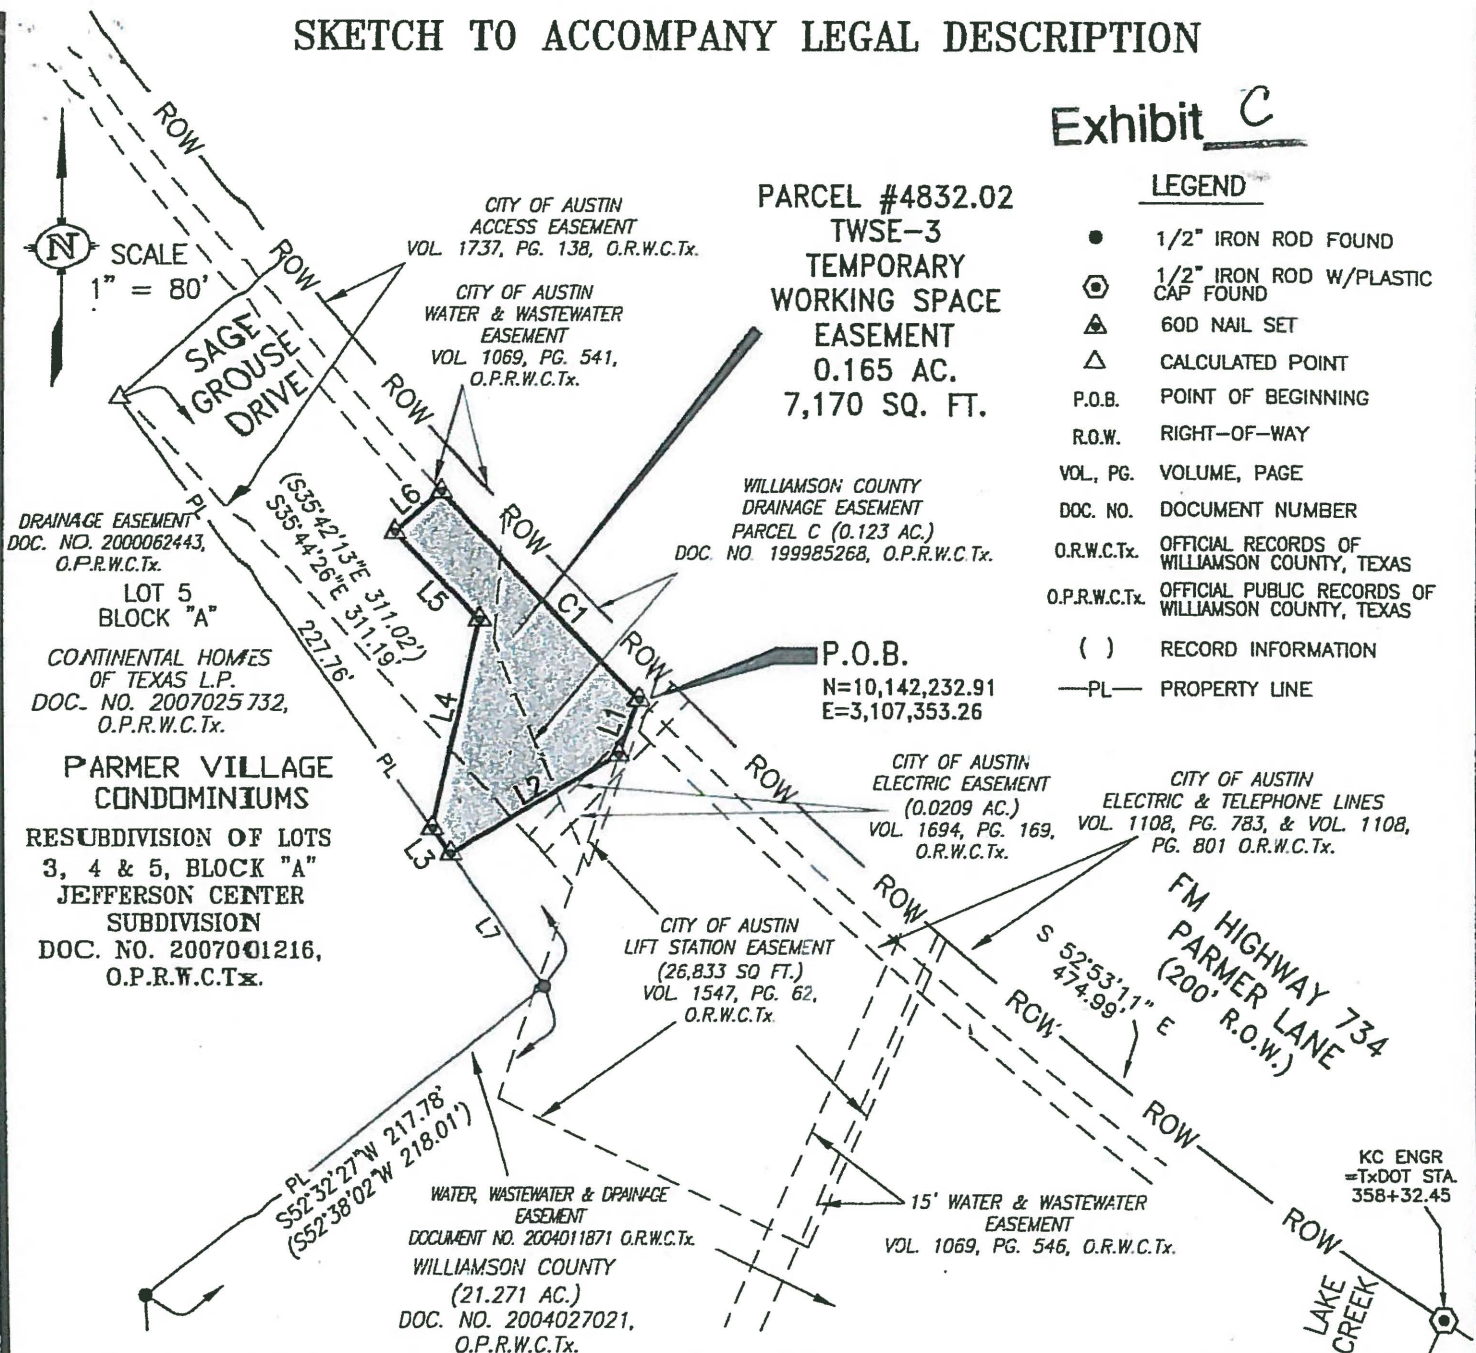 SKETCH TO ACCOMPANY LEGAL DESCRIPTION
Exhibit C
N
SCALE
1" = 80'
ROW
ROW
ROW
ROW
ROW
ROW
ROW
RCW
ROW
ROW
CITY OF AUSTIN
ACCESS EASEMENT
VOL. 1737, PG. 138, O.R.W.C.Tx.
CITY OF AUSTIN
WATER & WASTEWATER
EASEMENT
VOL. 1069, PG. 541,
O.P.R.W.C.Tx.
PARCEL #4832.02
TWSE-3
TEMPORARY
WORKING SPACE
EASEMENT
0.165 AC.
7,170 SQ. FT.
LEGEND
1/2" IRON ROD FOUND
1/2" IRON ROD W/PLASTIC
CAP FOUND
60D NAIL SET
CALCULATED POINT
P.O.B. POINT OF BEGINNING
R.O.W. RIGHT-OF-WAY
VOL., PG. VOLUME, PAGE
DOC. NO. DOCUMENT NUMBER
O.R.W.C.Tx. OFFICIAL RECORDS OF
WILLIAMSON COUNTY, TEXAS
O.P.R.W.C.Tx. OFFICIAL PUBLIC RECORDS OF
WILLIAMSON COUNTY, TEXAS
( ) RECORD INFORMATION
—PL— PROPERTY LINE
SAGE
GROUSE
DRIVE
PL
(S35°42'13"E 311.02')
S35°44'26"E 311.19'
227.76'
PL
L6
L5
L4
C1
L1
L2
L3
L7
DRAINAGE EASEMENT
DOC. NO. 2000062443,
O.P.R.W.C.Tx.
LOT 5
BLOCK "A"
CONTINENTAL HOMES
OF TEXAS L.P.
DOC. NO. 2007025732,
O.P.R.W.C.Tx.
PARMER VILLAGE
CONDOMINIUMS
RESUBDIVISION OF LOTS
3, 4 & 5, BLOCK "A"
JEFFERSON CENTER
SUBDIVISION
DOC. NO. 2007001216,
O.P.R.W.C.Tx.
WILLIAMSON COUNTY
DRAINAGE EASEMENT
PARCEL C (0.123 AC.)
DOC. NO. 199985268, O.P.R.W.C.Tx.
P.O.B.
N=10,142,232.91
E=3,107,353.26
CITY OF AUSTIN
ELECTRIC EASEMENT
(0.0209 AC.)
VOL. 1694, PG. 169,
O.R.W.C.Tx.
CITY OF AUSTIN
ELECTRIC & TELEPHONE LINES
VOL. 1108, PG. 783, & VOL. 1108,
PG. 801 O.R.W.C.Tx.
CITY OF AUSTIN
LIFT STATION EASEMENT
(26,833 SQ FT.)
VOL. 1547, PG. 62,
O.R.W.C.Tx.
S 52°53'11" E
474.99'
FM HIGHWAY 734
PARMER LANE
(200' R.O.W.)
PL
S52°32'27"W 217.78'
(S52°38'02"W 218.01')
WATER, WASTEWATER & DRAINAGE
EASEMENT
DOCUMENT NO. 2004011871 O.R.W.C.Tx.
WILLIAMSON COUNTY
(21.271 AC.)
DOC. NO. 2004027021,
O.P.R.W.C.Tx.
15' WATER & WASTEWATER
EASEMENT
VOL. 1069, PG. 546, O.R.W.C.Tx.
KC ENGR
=TxDOT STA.
358+32.45
LAKE
CREEK